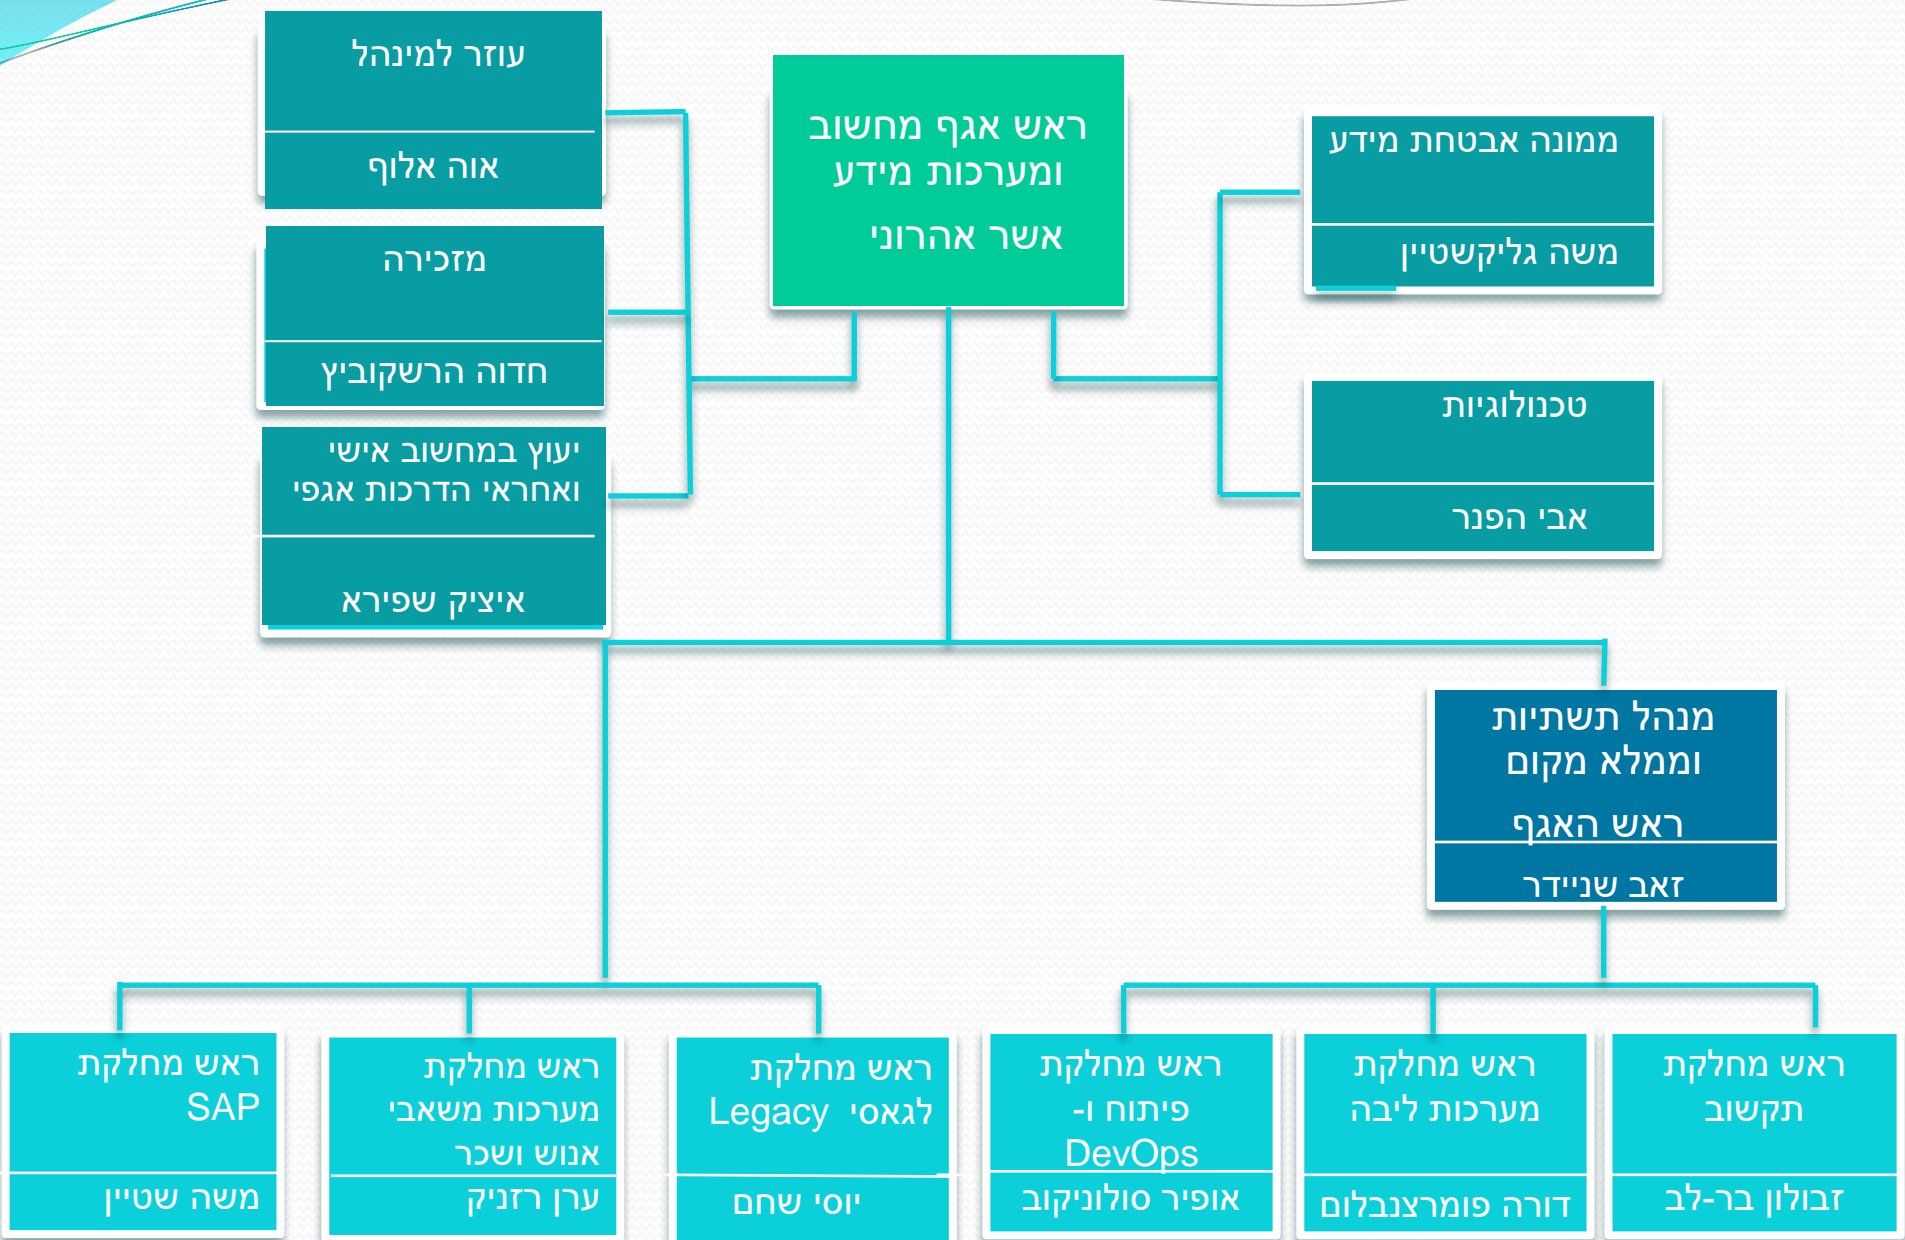 ראש אגף מחשוב
ומערכות מידע
אשר אהרוני
ממונה אבטחת מידע
משה גליקשטיין
טכנולוגיות
אבי הפנר
עוזר למינהל
אוה אלוף
מזכירה
חדוה הרשקוביץ
יעוץ במחשוב אישי
ואחראי הדרכות אגפי
איציק שפירא
מנהל תשתיות
וממלא מקום
ראש האגף
זאב שניידר
ראש מחלקת
תקשוב
זבולון בר-לב
ראש מחלקת
מערכות ליבה
דורה פומרצנבלום
ראש מחלקת
פיתוח ו-
DevOps
אופיר סולוניקוב
ראש מחלקת
לגאסי Legacy
יוסי שחם
ראש מחלקת
מערכות משאבי
אנוש ושכר
ערן רזניק
ראש מחלקת
SAP
משה שטיין